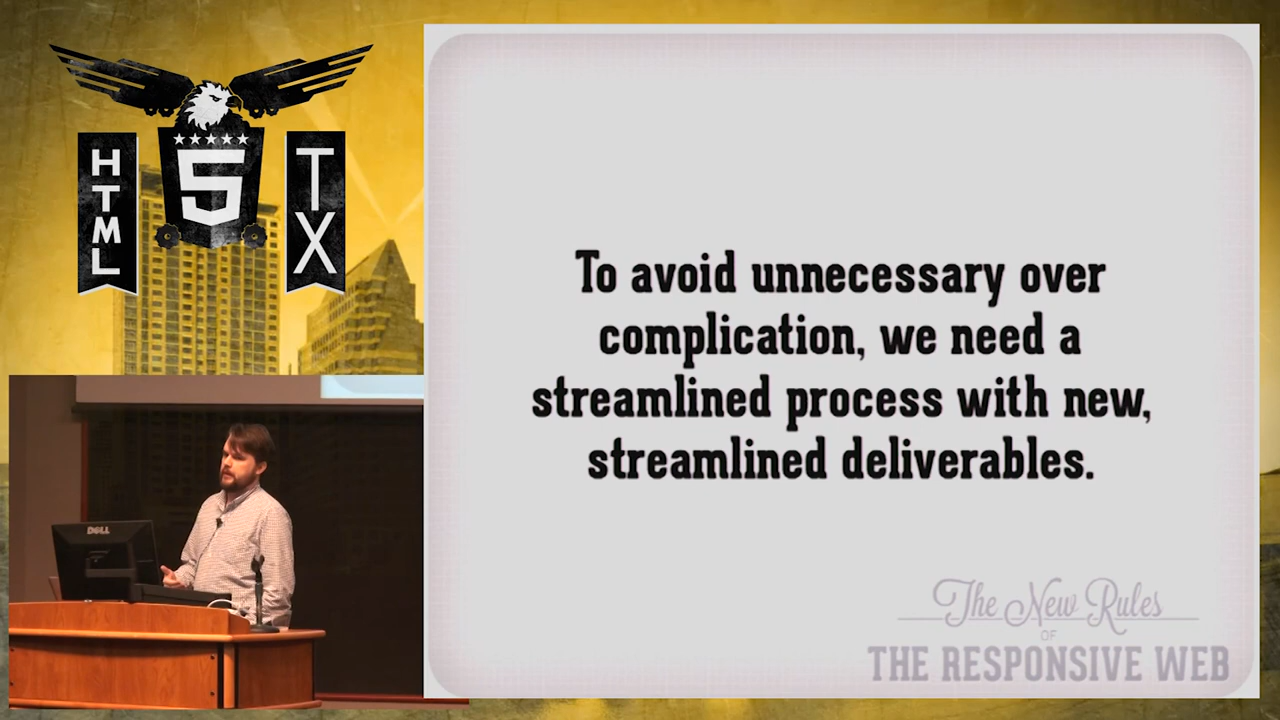 HTML
5
TX
DELL
To avoid unnecessary over
complication, we need a
streamlined process with new,
streamlined deliverables.
The New Rules
OF
THE RESPONSIVE WEB